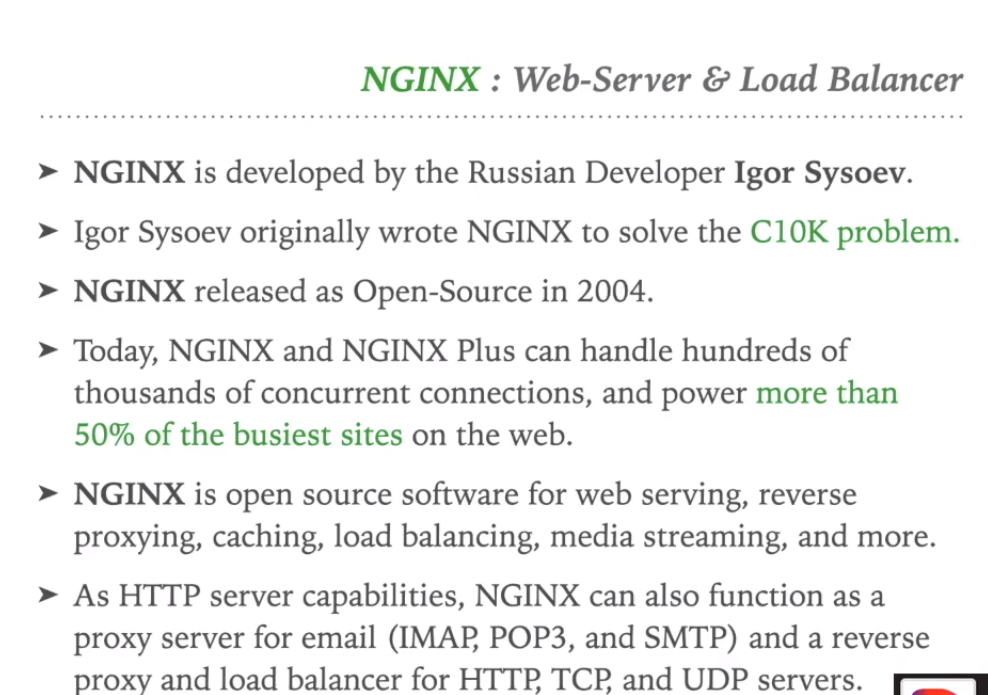 NGINX : Web-Server & Load Balancer
➤ NGINX is developed by the Russian Developer Igor Sysoev.
➤ Igor Sysoev originally wrote NGINX to solve the C10K problem.
➤ NGINX released as Open-Source in 2004.
➤ Today, NGINX and NGINX Plus can handle hundreds of
thousands of concurrent connections, and power more than
50% of the busiest sites on the web.
➤ NGINX is open source software for web serving, reverse
proxying, caching, load balancing, media streaming, and more.
➤ As HTTP server capabilities, NGINX can also function as a
proxy server for email (IMAP, POP3, and SMTP) and a reverse
proxy and load balancer for HTTP, TCP, and UDP servers.